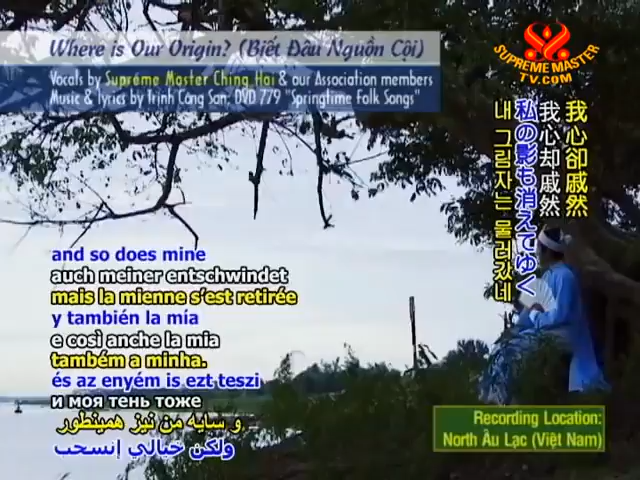 Where is Our Origin? (Biết Đâu Nguồn Cội)
Vocals by Supreme Master Ching Hai & our Association members
Music & lyrics by Trịnh Công Sơn, DVD 779 "Springtime Folk Songs"
SUPREME MASTER
TV.COM
我心卻戚然
我心却戚然
私の影も消えてゆく
내 그림자는 물러갔네
and so does mine
auch meiner entschwindet
mais la mienne s'est retirée
y también la mía
e così anche la mia
também a minha.
és az enyém is ezt teszi
и моя тень тоже
و سایه من نیز همینطور
ولكن خيالي إنسحب
Recording Location:
North Âu Lạc (Việt Nam)